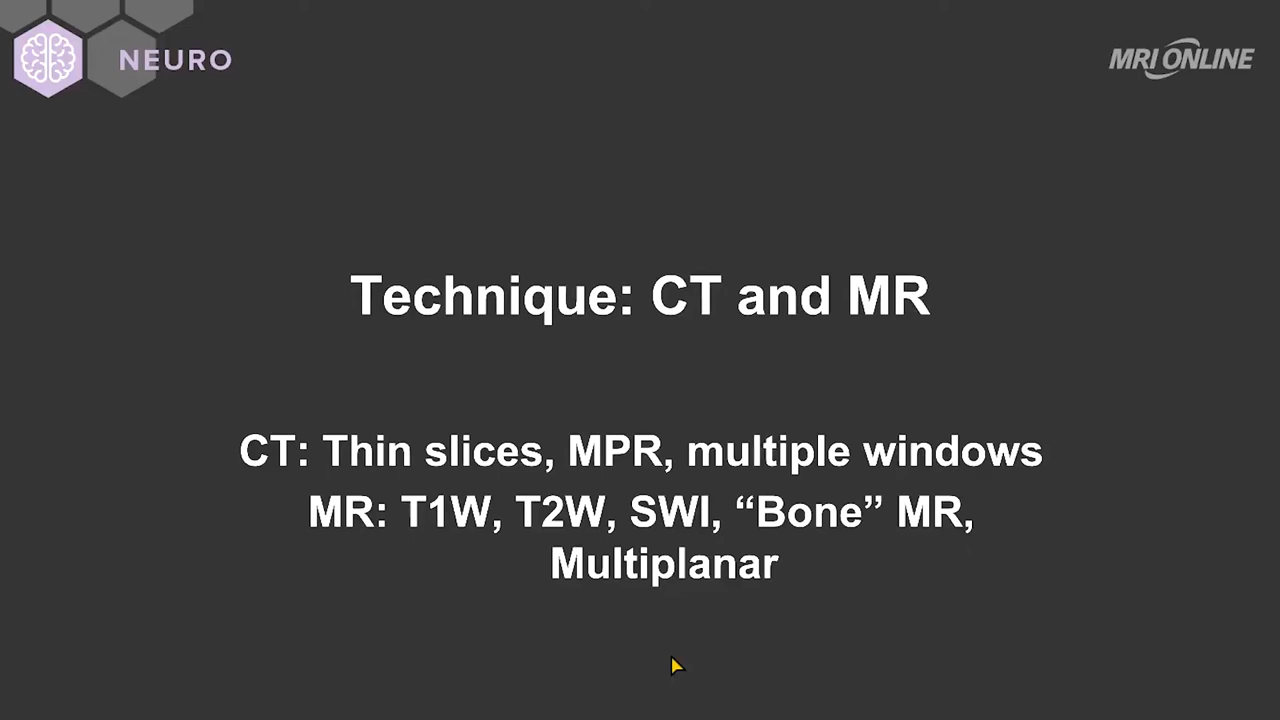 NEURO
MRI ONLINE
Technique: CT and MR
CT: Thin slices, MPR, multiple windows
MR: T1W, T2W, SWI, “Bone” MR,
Multiplanar